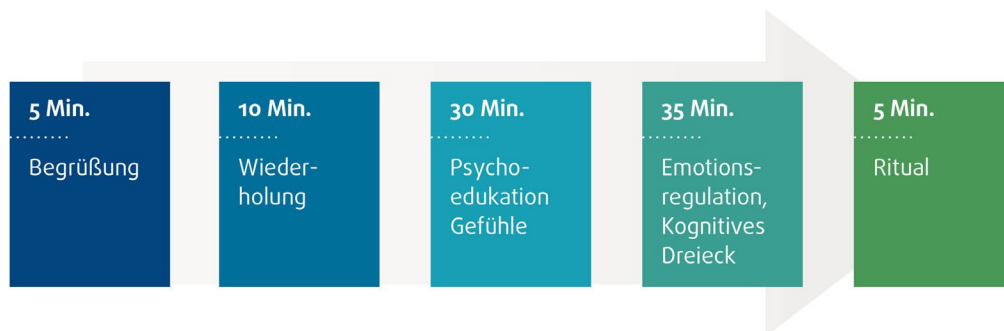 5 Min.
Begrüßung
10 Min.
Wieder-
holung
30 Min.
Psycho-
edukation
Gefühle
35 Min.
Emotions-
regulation,
Kognitives
Dreieck
5 Min.
Ritual